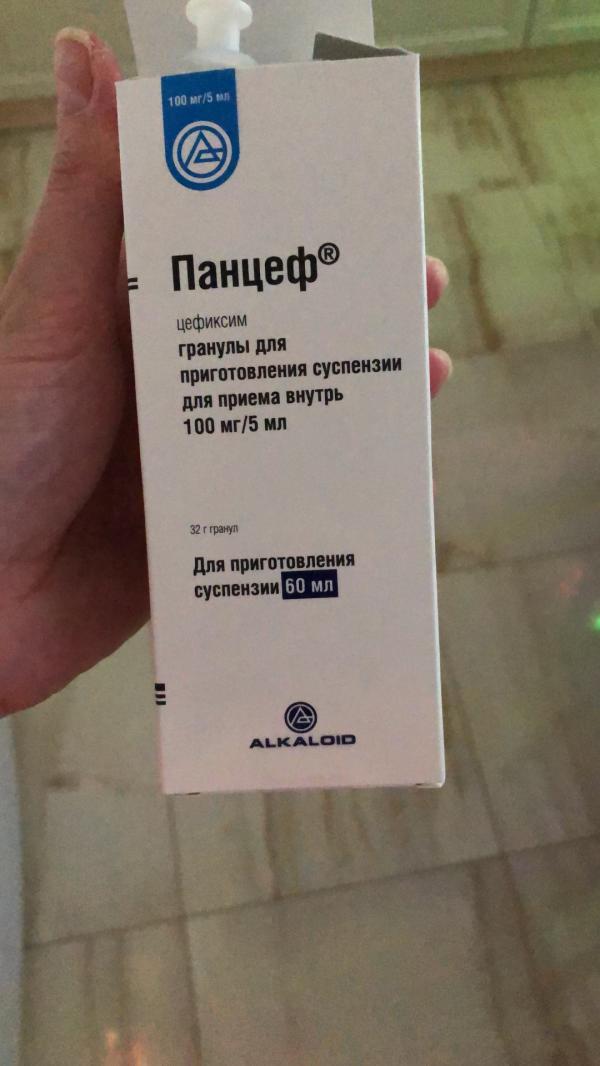 100 мг/5 мл
Панцеф®
цефиксим
гранулы для
приготовления суспензии
для приема внутрь
100 мг/5 мл
32 г гранул
Для приготовления
суспензии 60 мл
ALKALOID